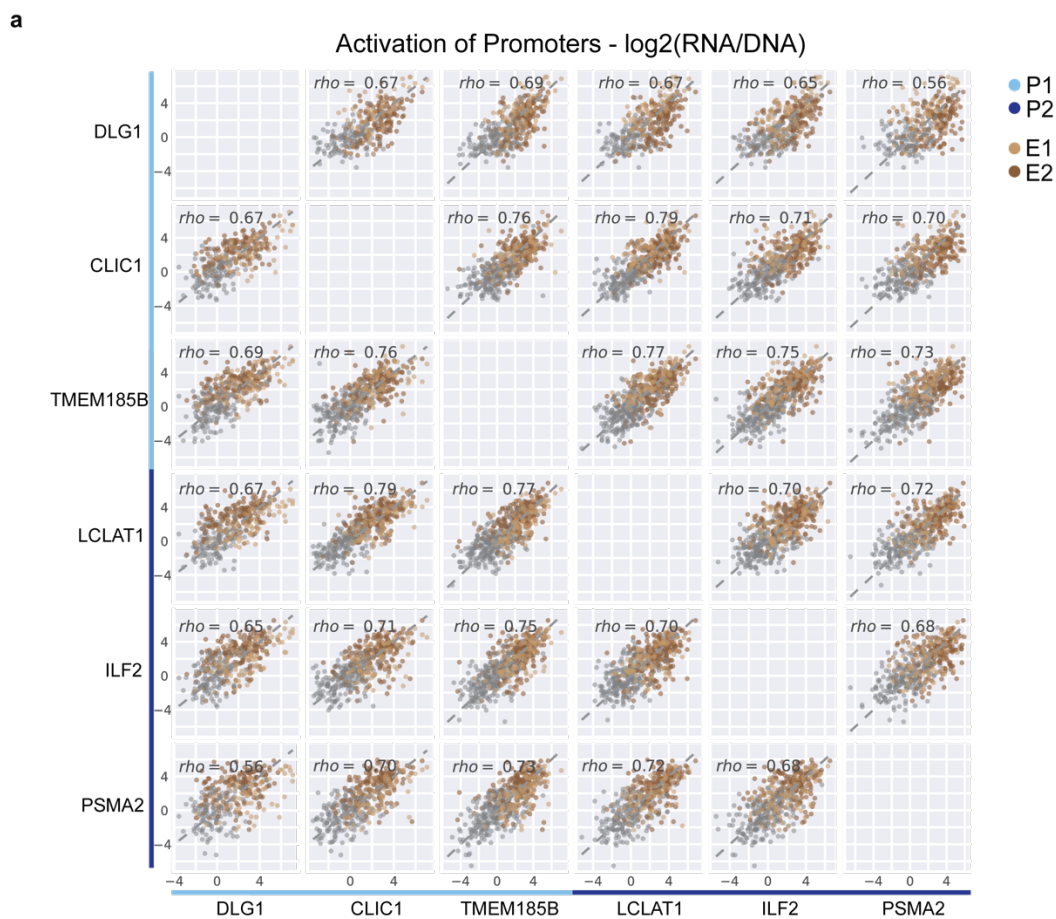 a
Activation of Promoters - log2(RNA/DNA)
P1
P2
E1
E2
DLG1
4
0
−4
rho = 0.67
rho = 0.69
rho = 0.67
rho = 0.65
rho = 0.56
CLIC1
4
0
−4
rho = 0.67
rho = 0.76
rho = 0.79
rho = 0.71
rho = 0.70
TMEM185B
4
0
−4
rho = 0.69
rho = 0.76
rho = 0.77
rho = 0.75
rho = 0.73
LCLAT1
4
0
−4
rho = 0.67
rho = 0.79
rho = 0.77
rho = 0.70
rho = 0.72
ILF2
4
0
−4
rho = 0.65
rho = 0.71
rho = 0.75
rho = 0.70
rho = 0.68
PSMA2
4
0
−4
rho = 0.56
rho = 0.70
rho = 0.73
rho = 0.72
rho = 0.68
−4 0 4 0 4 −4 0 4 −4 0 4 −4 0 4 −4 0 4
DLG1 CLIC1 TMEM185B LCLAT1 ILF2 PSMA2